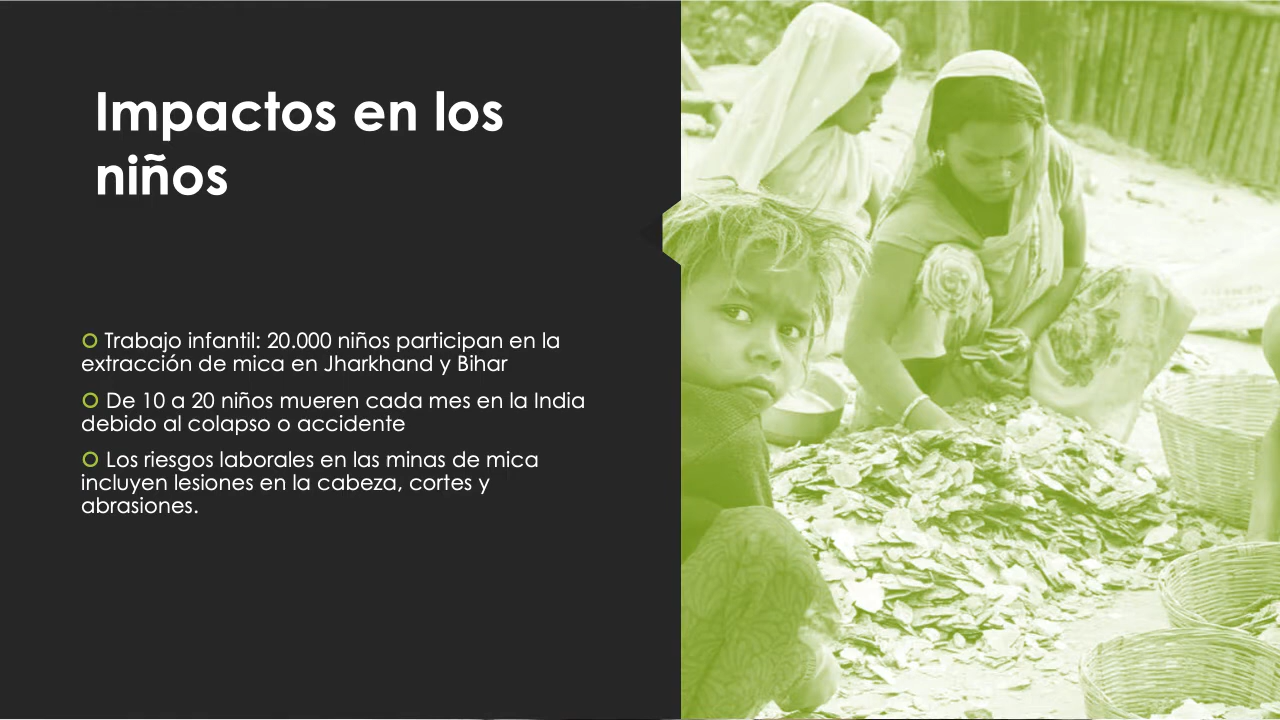 Impactos en los
niños
O Trabajo infantil: 20.000 niños participan en la
extracción de mica en Jharkhand y Bihar
O De 10 a 20 niños mueren cada mes en la India
debido al colapso o accidente
O Los riesgos laborales en las minas de mica
incluyen lesiones en la cabeza, cortes y
abrasiones.